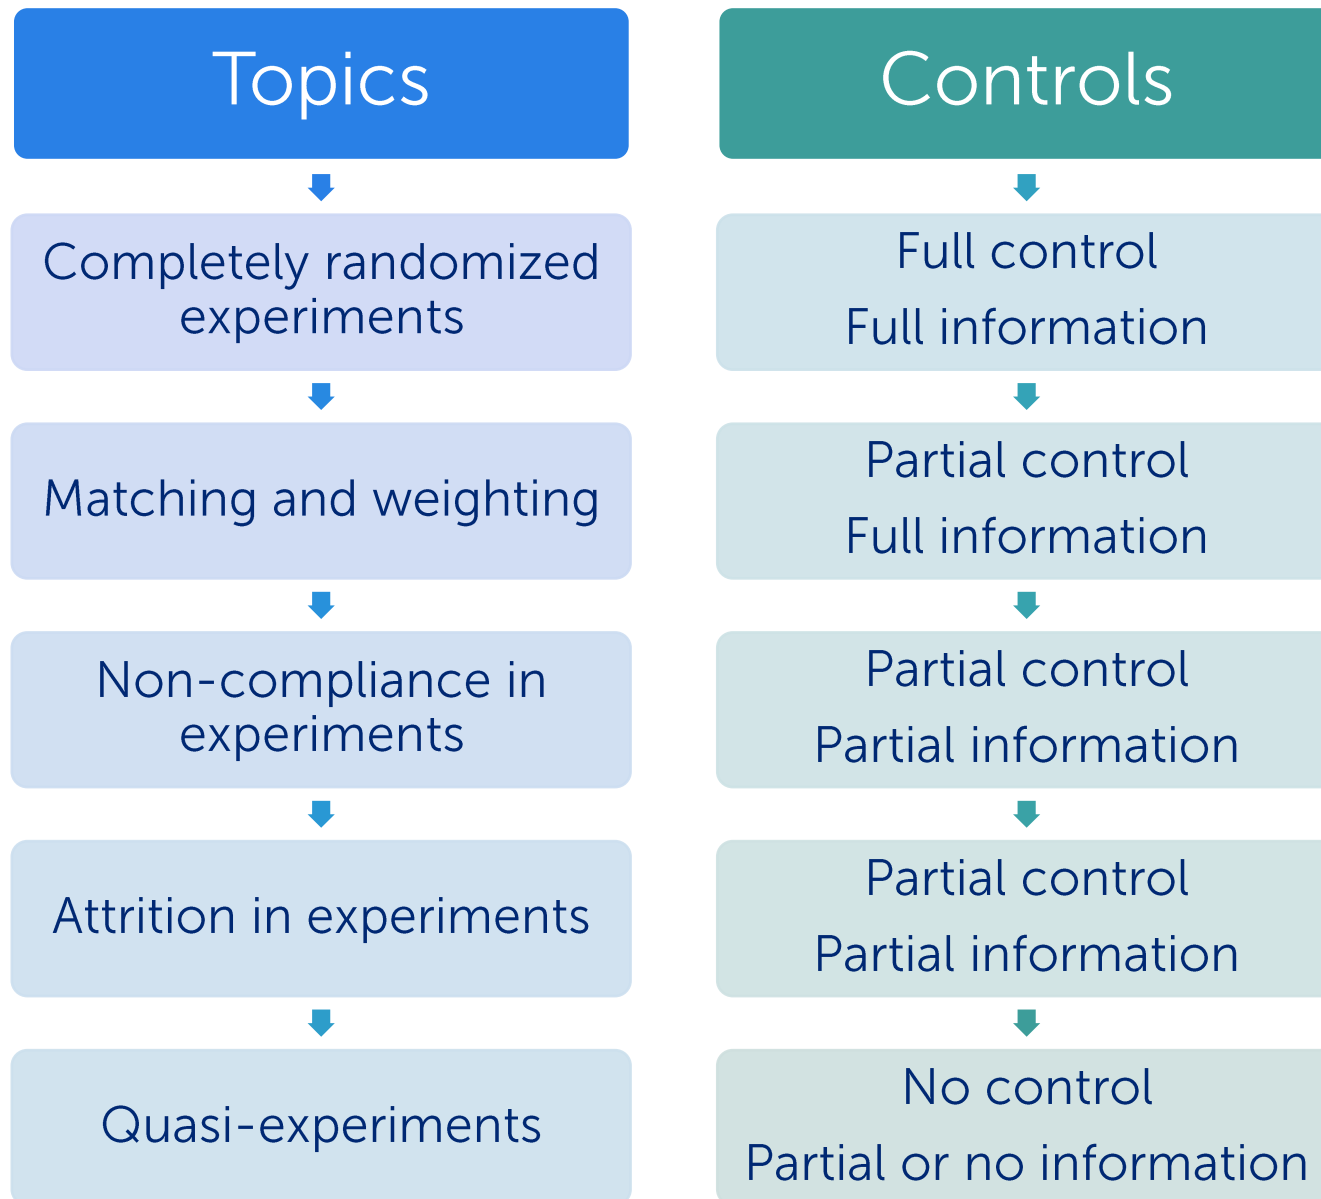 Topics
Completely randomized
experiments
Matching and weighting
Non-compliance in
experiments
Attrition in experiments
Quasi-experiments
Controls
Full control
Full information
Partial control
Full information
Partial control
Partial information
Partial control
Partial information
No control
Partial or no information